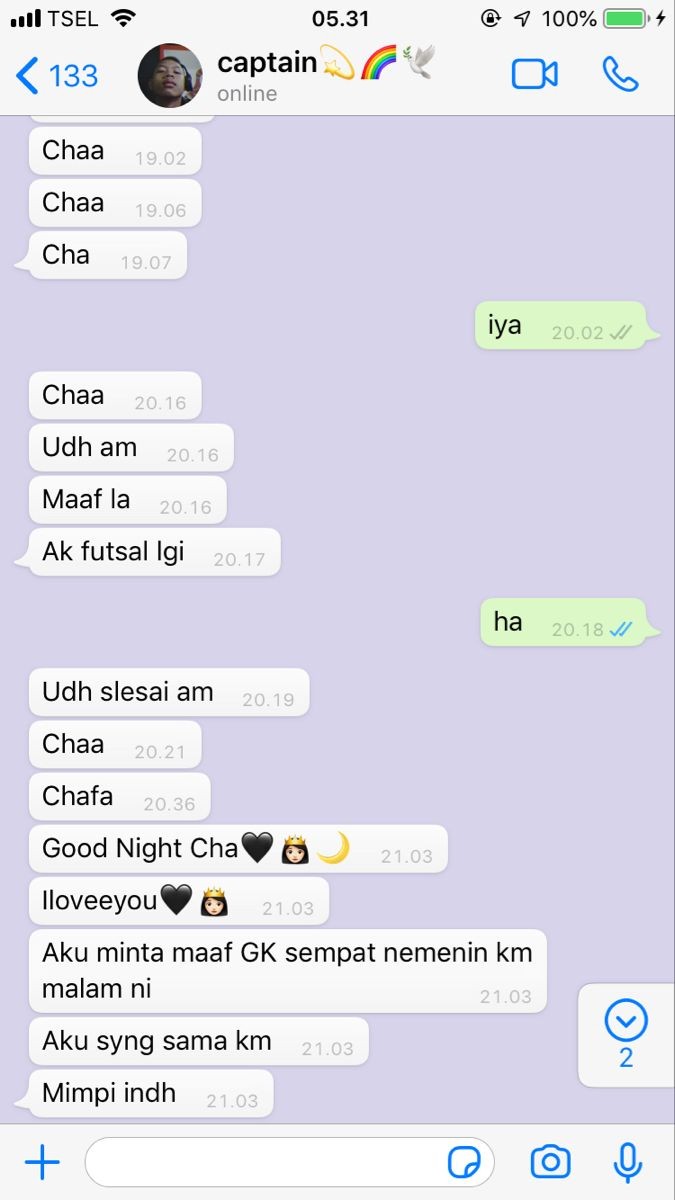 TSEL 05.31 100%
133 captain💫🌈🕊
online
Chaa 19.02
Chaa 19.06
Cha 19.07
iya 20.02
Chaa 20.16
Udh am 20.16
Maaf la 20.16
Ak futsal lgi 20.17
ha 20.18
Udh slesai am 20.19
Chaa 20.21
Chafa 20.36
Good Night Cha🖤👸🏻🌙 21.03
Iloveeyou🖤👸🏻 21.03
Aku minta maaf GK sempat nemenin km
malam ni 21.03
Aku syng sama km 21.03
2
Mimpi indh 21.03